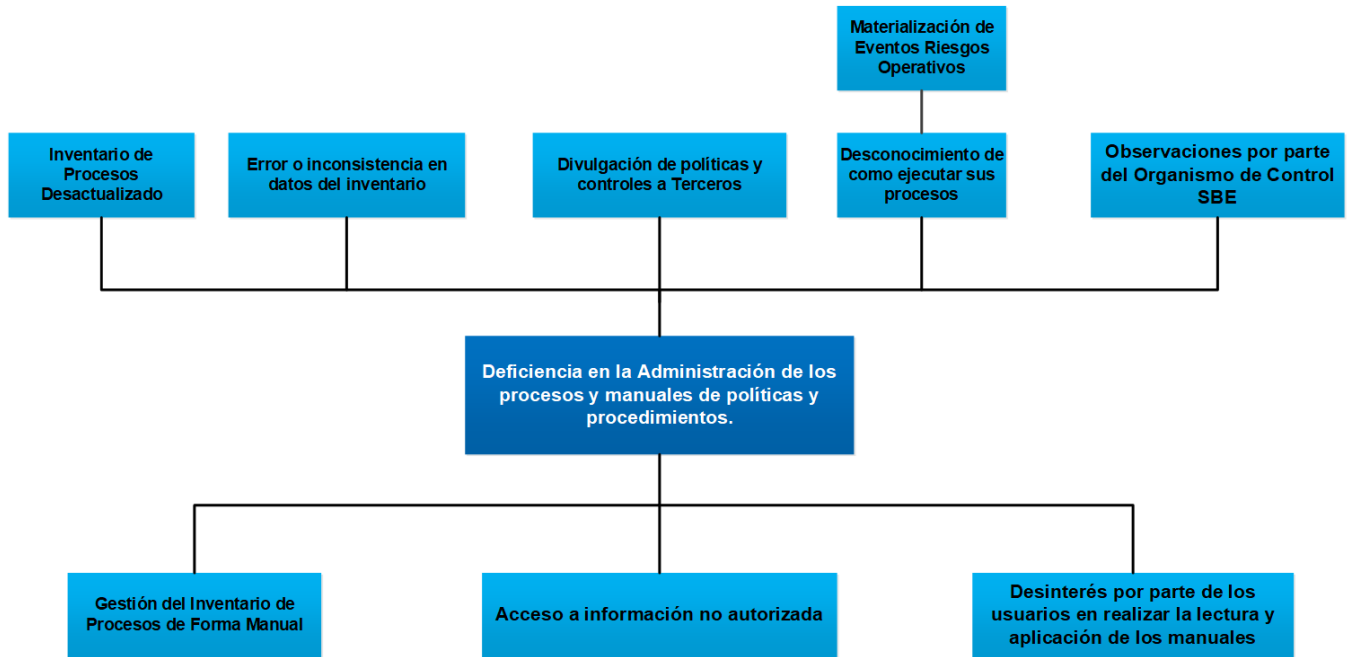 Materialización de
Eventos Riesgos
Operativos
Inventario de
Procesos
Desactualizado
Error o inconsistencia en
datos del inventario
Divulgación de políticas y
controles a Terceros
Desconocimiento de
como ejecutar sus
procesos
Observaciones por parte
del Organismo de Control
SBE
Deficiencia en la Administración de los
procesos y manuales de políticas y
procedimientos.
Gestión del Inventario de
Procesos de Forma Manual
Acceso a información no autorizada
Desinterés por parte de los
usuarios en realizar la lectura y
aplicación de los manuales